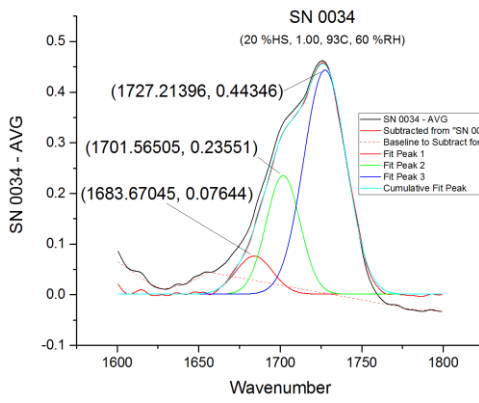 SN 0034
(20 %HS, 1.00, 93C, 60 %RH)
(1727.21396, 0.44346)
(1701.56505, 0.23551)
(1683.67045, 0.07644)
SN 0034 - AVG
Subtracted from "SN 00
Baseline to Subtract for
Fit Peak 1
Fit Peak 2
Fit Peak 3
Cumulative Fit Peak
SN 0034 - AVG
0.5
0.4
0.3
0.2
0.1
0.0
-0.1
1600
1650
1700
1750
1800
Wavenumber